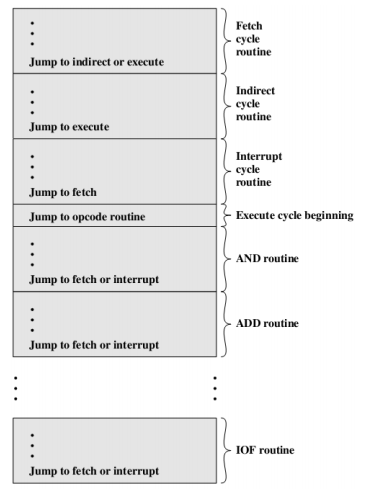 Fetch
cycle
routine
Jump to indirect or execute
Indirect
cycle
routine
Jump to execute
Interrupt
cycle
routine
Jump to fetch
Jump to opcode routine
Execute cycle beginning
AND routine
Jump to fetch or interrupt
ADD routine
Jump to fetch or interrupt
IOF routine
Jump to fetch or interrupt